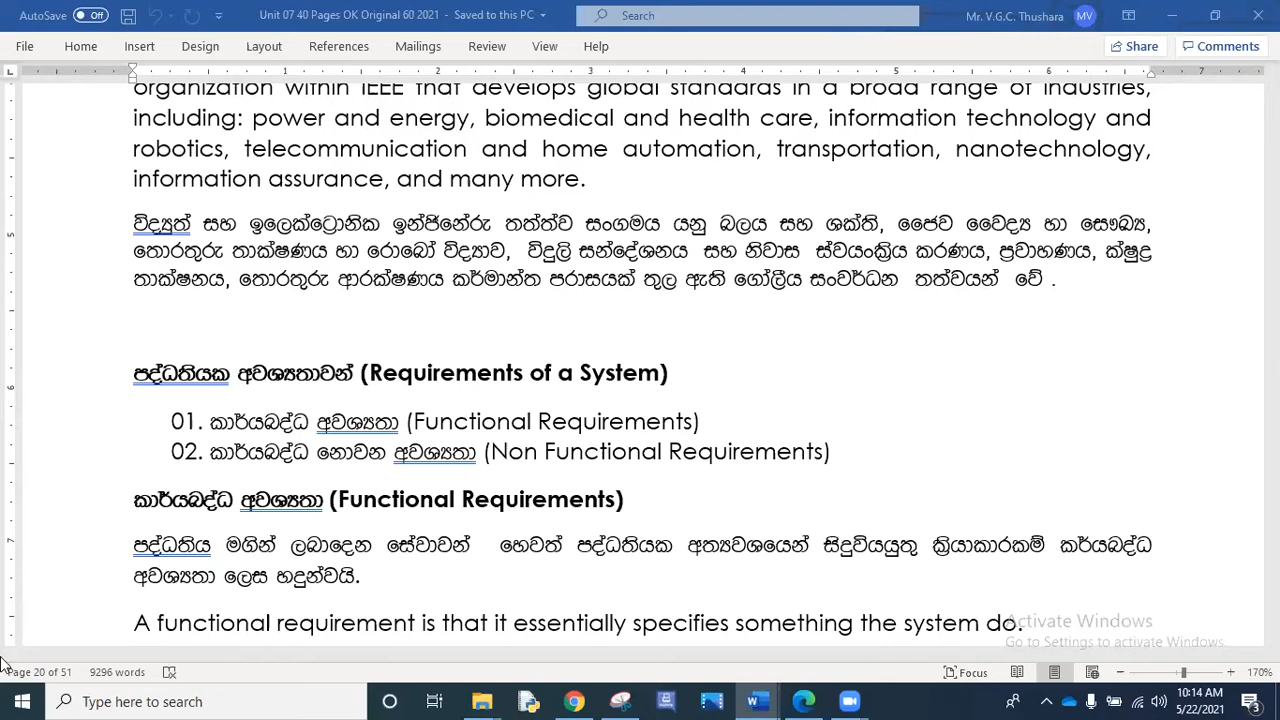 AutoSave Off Unit 07 40 Pages OK Original 60 2021 - Saved to this PC Search Mr. V.G.C. Thushara MV
File Home Insert Design Layout References Mailings Review View Help Share Comments
1 2 3 4 5 6 7
organization within IEEE that develops global standards in a broad range of industries,
including: power and energy, biomedical and health care, information technology and
robotics, telecommunication and home automation, transportation, nanotechnology,
information assurance, and many more.
විද්‍යුත් සහ ඉලෙක්ට්‍රොනික ඉන්ජිනේරු තත්ත්ව සංගමය යනු බලය සහ ශක්ති, ජෛව වෛද්‍ය හා සෞඛ්‍ය,
තොරතුරු තාක්ෂණය හා රොබෝ විද්‍යාව, විදුලි සන්දේශනය සහ නිවාස ස්වයංක්‍රිය කරණය, ප්‍රවාහණය, ක්ෂුද්‍ර
තාක්ෂනය, තොරතුරු ආරක්ෂණය කර්මාන්ත පරාසයක් තුල ඇති ගෝලීය සංවර්ධන තත්වයන් වේ .
පද්ධතියක අවශ්‍යතාවන් (Requirements of a System)
01. කාර්යබද්ධ අවශ්‍යතා (Functional Requirements)
02. කාර්යබද්ධ නොවන අවශ්‍යතා (Non Functional Requirements)
කාර්යබද්ධ අවශ්‍යතා (Functional Requirements)
පද්ධතිය මගින් ලබාදෙන සේවාවන් හෙවත් පද්ධතියක අත්‍යවශයෙන් සිදුවියයුතු ක්‍රියාකාරකම් කර්යබද්ධ
අවශ්‍යතා ලෙස හඳුන්වයි.
A functional requirement is that it essentially specifies something the system do.
Activate Windows
Go to Settings to activate Windows.
Page 20 of 51 9296 words Focus 170%
Type here to search 10:14 AM
5/22/2021 3